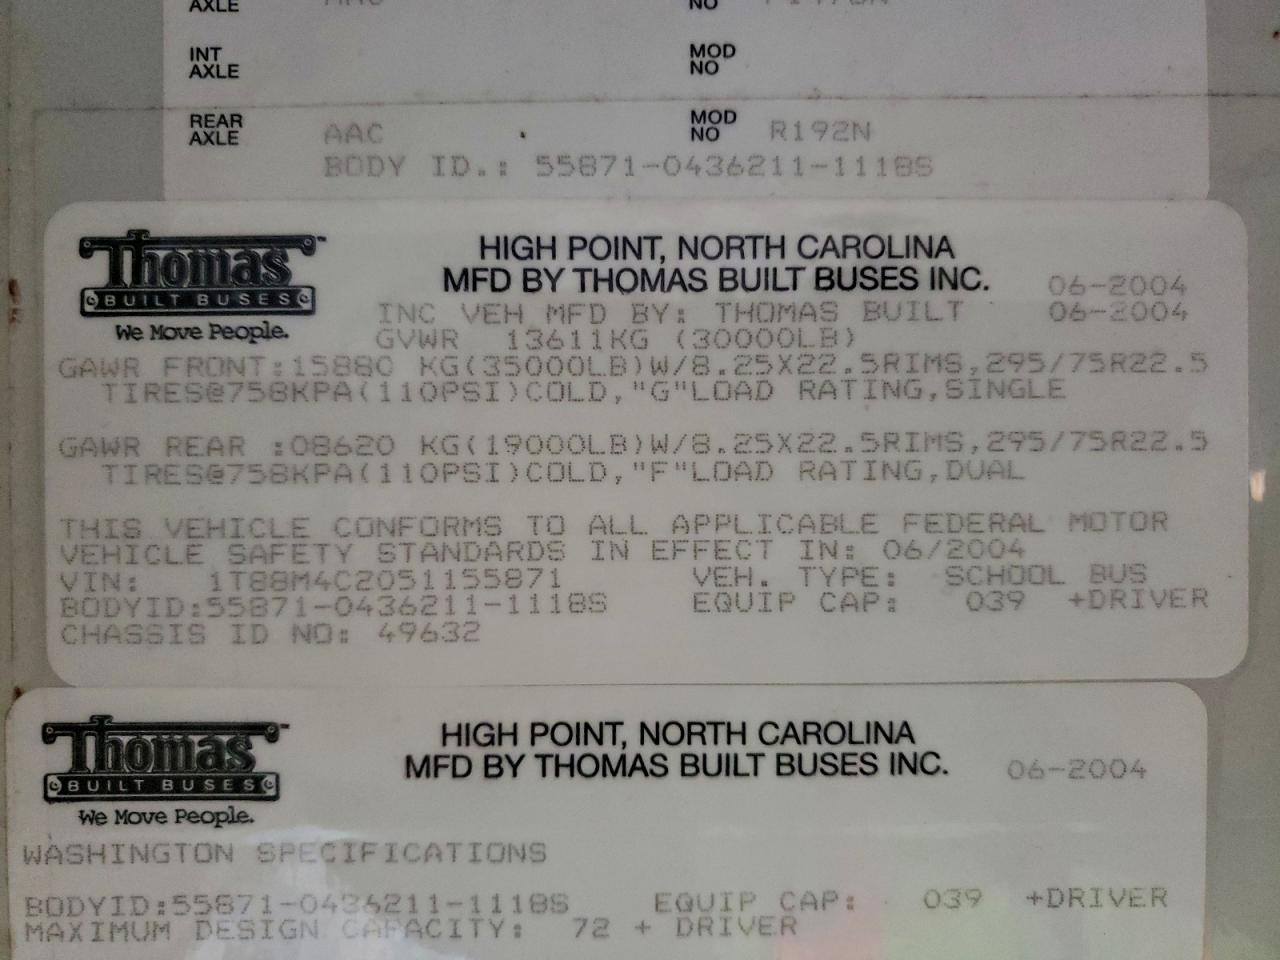 AXLE NO
INT AXLE MOD NO
REAR AXLE AAC MOD NO R192N
BODY ID.: 55871-0436211-1118S
Thomas
BUILT BUSES
We Move People.
HIGH POINT, NORTH CAROLINA
MFD BY THOMAS BUILT BUSES INC. 06-2004
INC VEH MFD BY: THOMAS BUILT 06-2004
GVWR 13611KG (30000LB)
GAWR FRONT:15880 KG(35000LB)W/8.25X22.5RIMS,295/75R22.5
TIRES@758KPA(110PSI)COLD,"G"LOAD RATING,SINGLE
GAWR REAR :08620 KG(19000LB)W/8.25X22.5RIMS,295/75R22.5
TIRES@758KPA(110PSI)COLD,"F"LOAD RATING,DUAL
THIS VEHICLE CONFORMS TO ALL APPLICABLE FEDERAL MOTOR
VEHICLE SAFETY STANDARDS IN EFFECT IN: 06/2004
VIN: 1T88M4C2051155871 VEH. TYPE: SCHOOL BUS
BODYID:55871-0436211-1118S EQUIP CAP: 039 +DRIVER
CHASSIS ID NO: 49632
Thomas
BUILT BUSES
We Move People.
HIGH POINT, NORTH CAROLINA
MFD BY THOMAS BUILT BUSES INC. 06-2004
WASHINGTON SPECIFICATIONS
BODYID:55871-0436211-1118S EQUIP CAP: 039 +DRIVER
MAXIMUM DESIGN CAPACITY: 72 + DRIVER